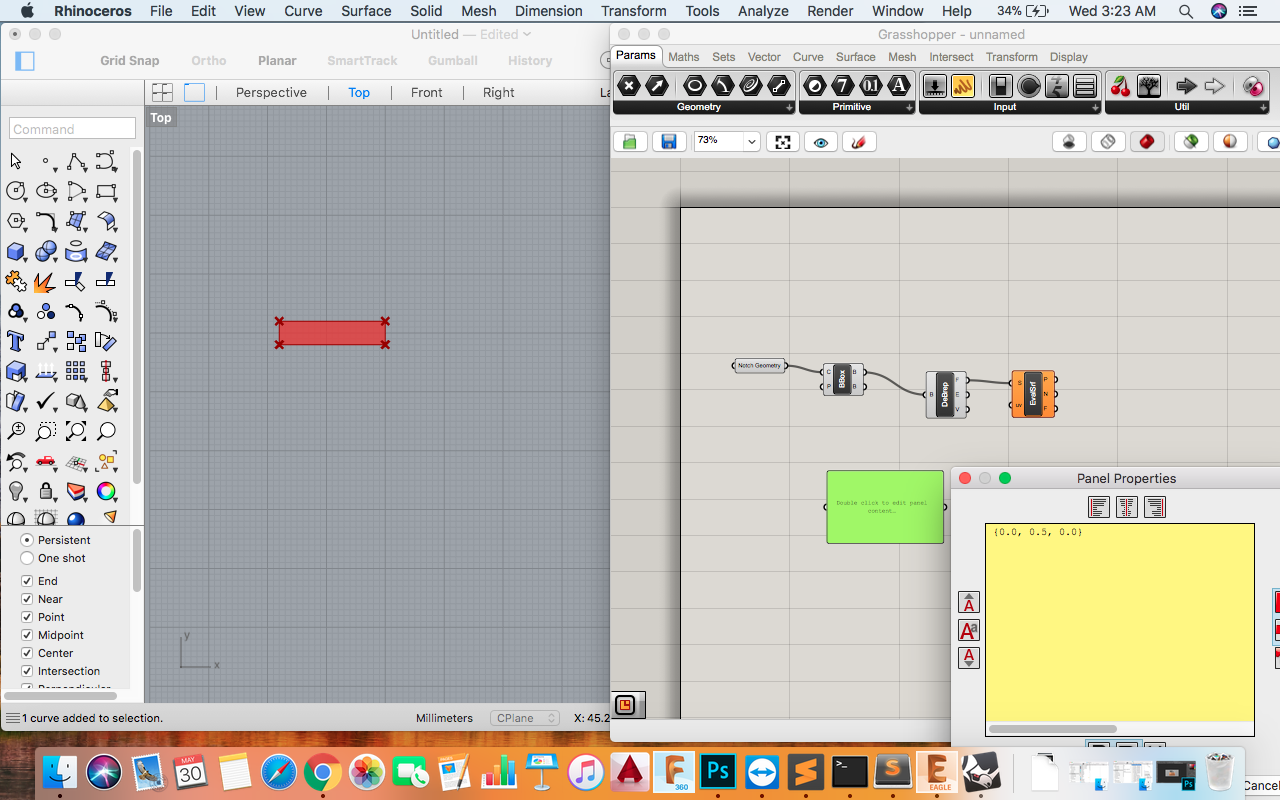 Rhinoceros File Edit View Curve Surface Solid Mesh Dimension Transform Tools Analyze Render Window Help 34% Wed 3:23 AM
Untitled — Edited
Grid Snap Ortho Planar SmartTrack Gumball History
Perspective Top Front Right La
Command
Top
y
x
Persistent
One shot
End
Near
Point
Midpoint
Center
Intersection
Perpendicular
1 curve added to selection. Millimeters CPlane X: 45.2
Grasshopper - unnamed
Params Maths Sets Vector Curve Surface Mesh Intersect Transform Display
7 0.1 A
Geometry Primitive Input Util
73%
Notch Geometry
C P BBox B B
B DeBrep F E V
S uv EvalSrf P N F
Double click to edit panel
content…
Panel Properties
{0.0, 0.5, 0.0}
A
Aa
A
Cancel
MAY
30
F
360
Ps
S
E
EAGLE